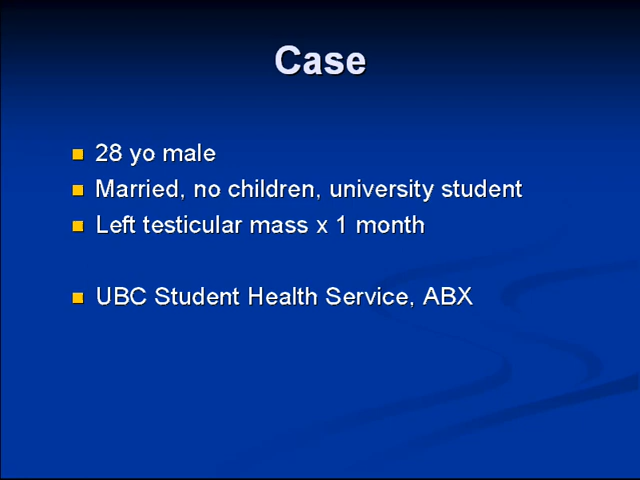 Case
28 yo male
Married, no children, university student
Left testicular mass x 1 month
UBC Student Health Service, ABX